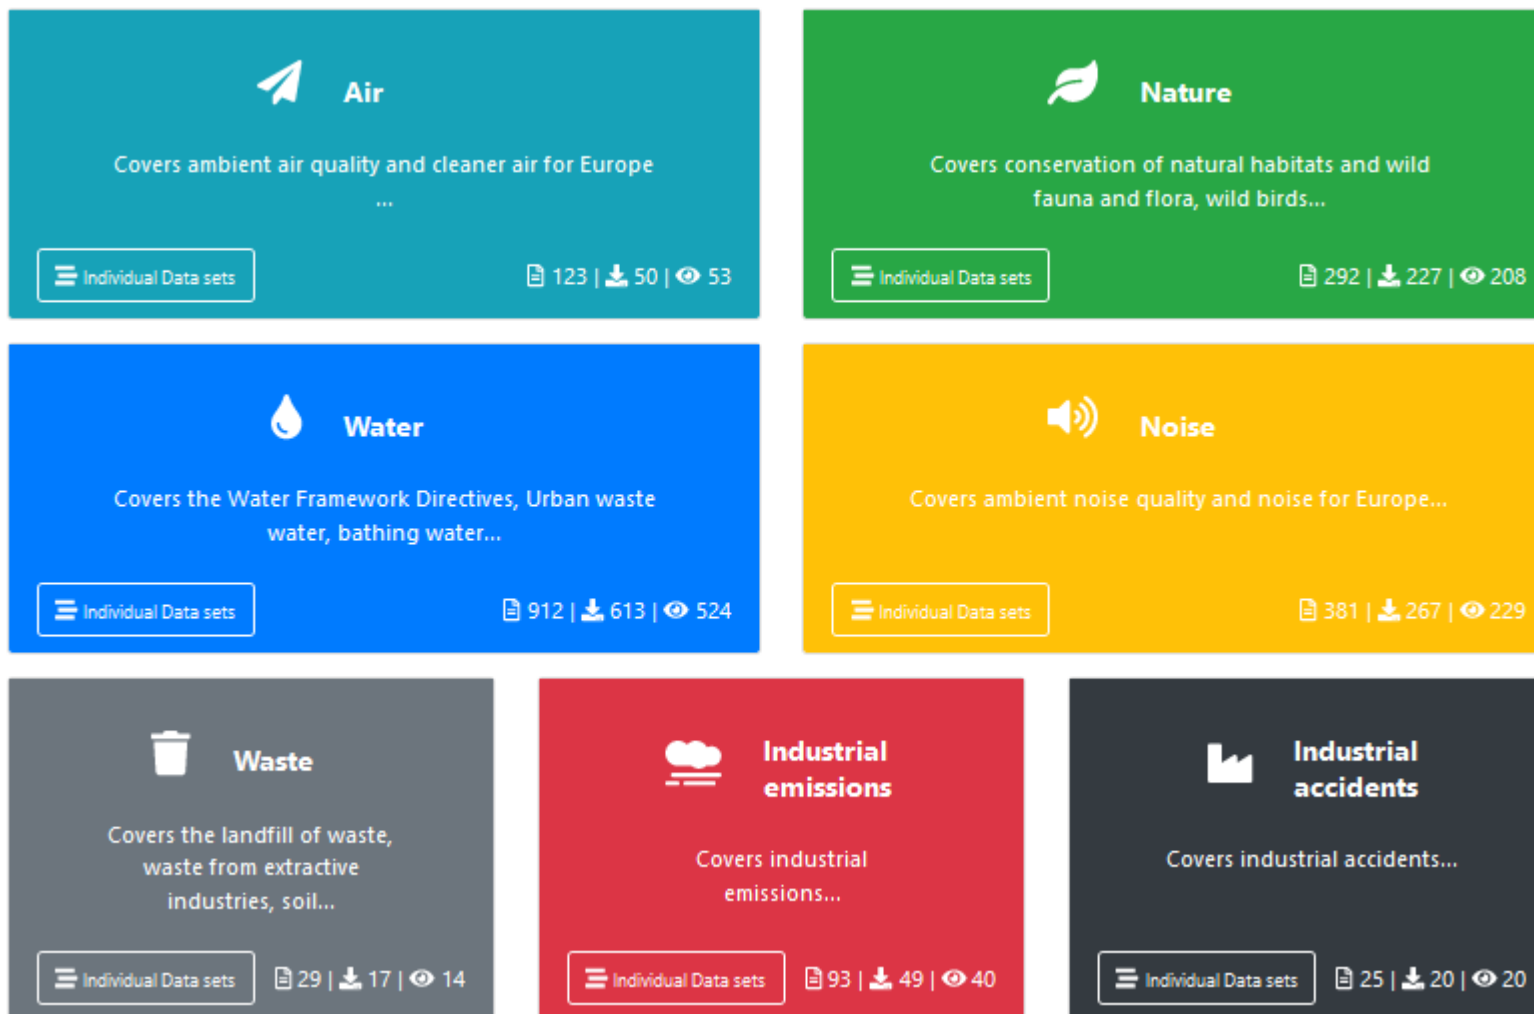 Air
Covers ambient air quality and cleaner air for Europe
...
Individual Data sets
123 | 50 | 53
Nature
Covers conservation of natural habitats and wild
fauna and flora, wild birds...
Individual Data sets
292 | 227 | 208
Water
Covers the Water Framework Directives, Urban waste
water, bathing water...
Individual Data sets
912 | 613 | 524
Noise
Covers ambient noise quality and noise for Europe...
Individual Data sets
381 | 267 | 229
Waste
Covers the landfill of waste,
waste from extractive
industries, soil...
Individual Data sets
29 | 17 | 14
Industrial
emissions
Covers industrial
emissions...
Individual Data sets
93 | 49 | 40
Industrial
accidents
Covers industrial accidents...
Individual Data sets
25 | 20 | 20